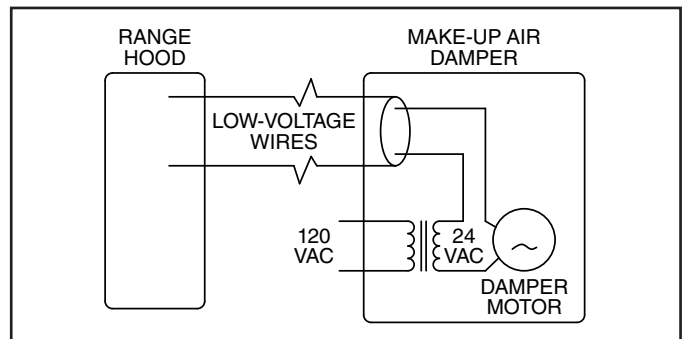 RANGE
HOOD
MAKE-UP AIR
DAMPER
LOW-VOLTAGE
WIRES
120
VAC
24
VAC
DAMPER
MOTOR